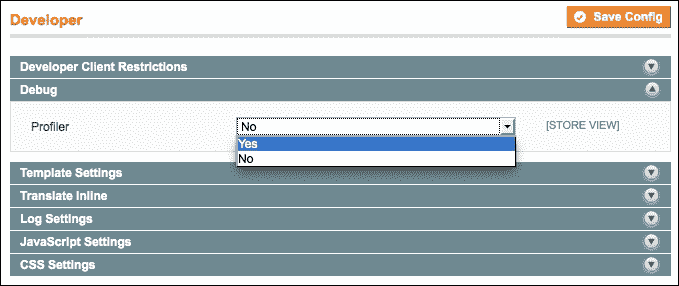 Developer
Save Config
Developer Client Restrictions
Debug
Profiler
No
[STORE VIEW]
Yes
No
Template Settings
Translate Inline
Log Settings
JavaScript Settings
CSS Settings